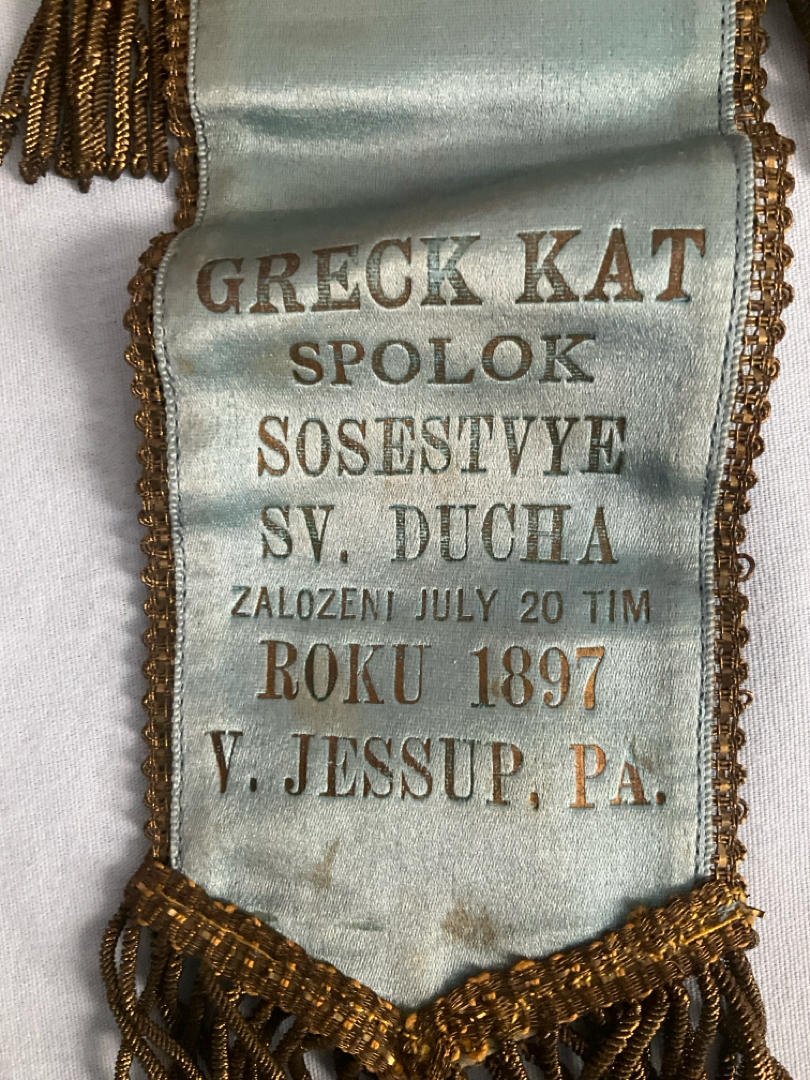 GRECK KAT
SPOLOK
SOSESTVYE
SV. DUCHA
ZALOZENI JULY 20 TIM
ROKU 1897
V. JESSUP, PA.